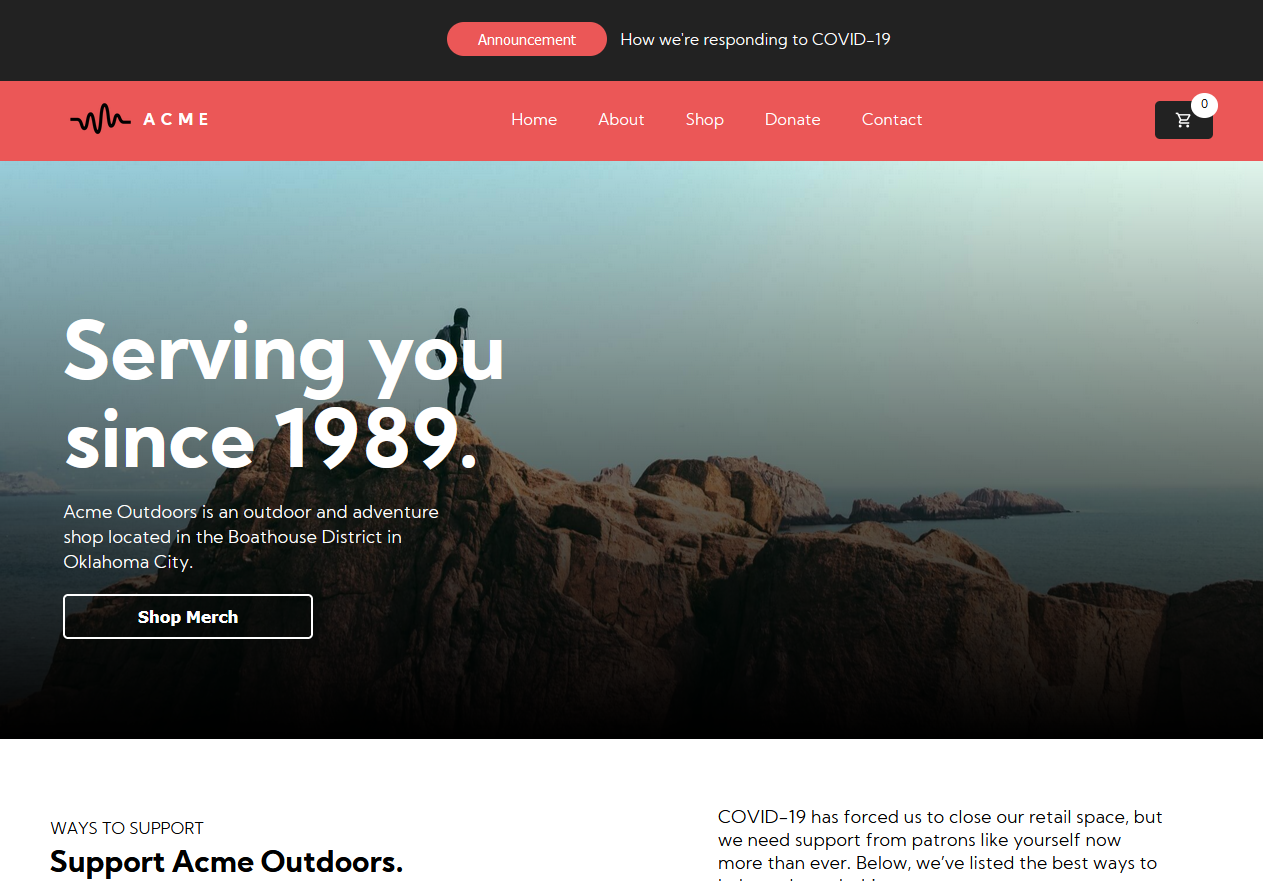 Announcement
How we're responding to COVID-19
ACME
Home
About
Shop
Donate
Contact
0
Serving you
since 1989.
Acme Outdoors is an outdoor and adventure
shop located in the Boathouse District in
Oklahoma City.
Shop Merch
WAYS TO SUPPORT
Support Acme Outdoors.
COVID-19 has forced us to close our retail space, but
we need support from patrons like yourself now
more than ever. Below, we’ve listed the best ways to